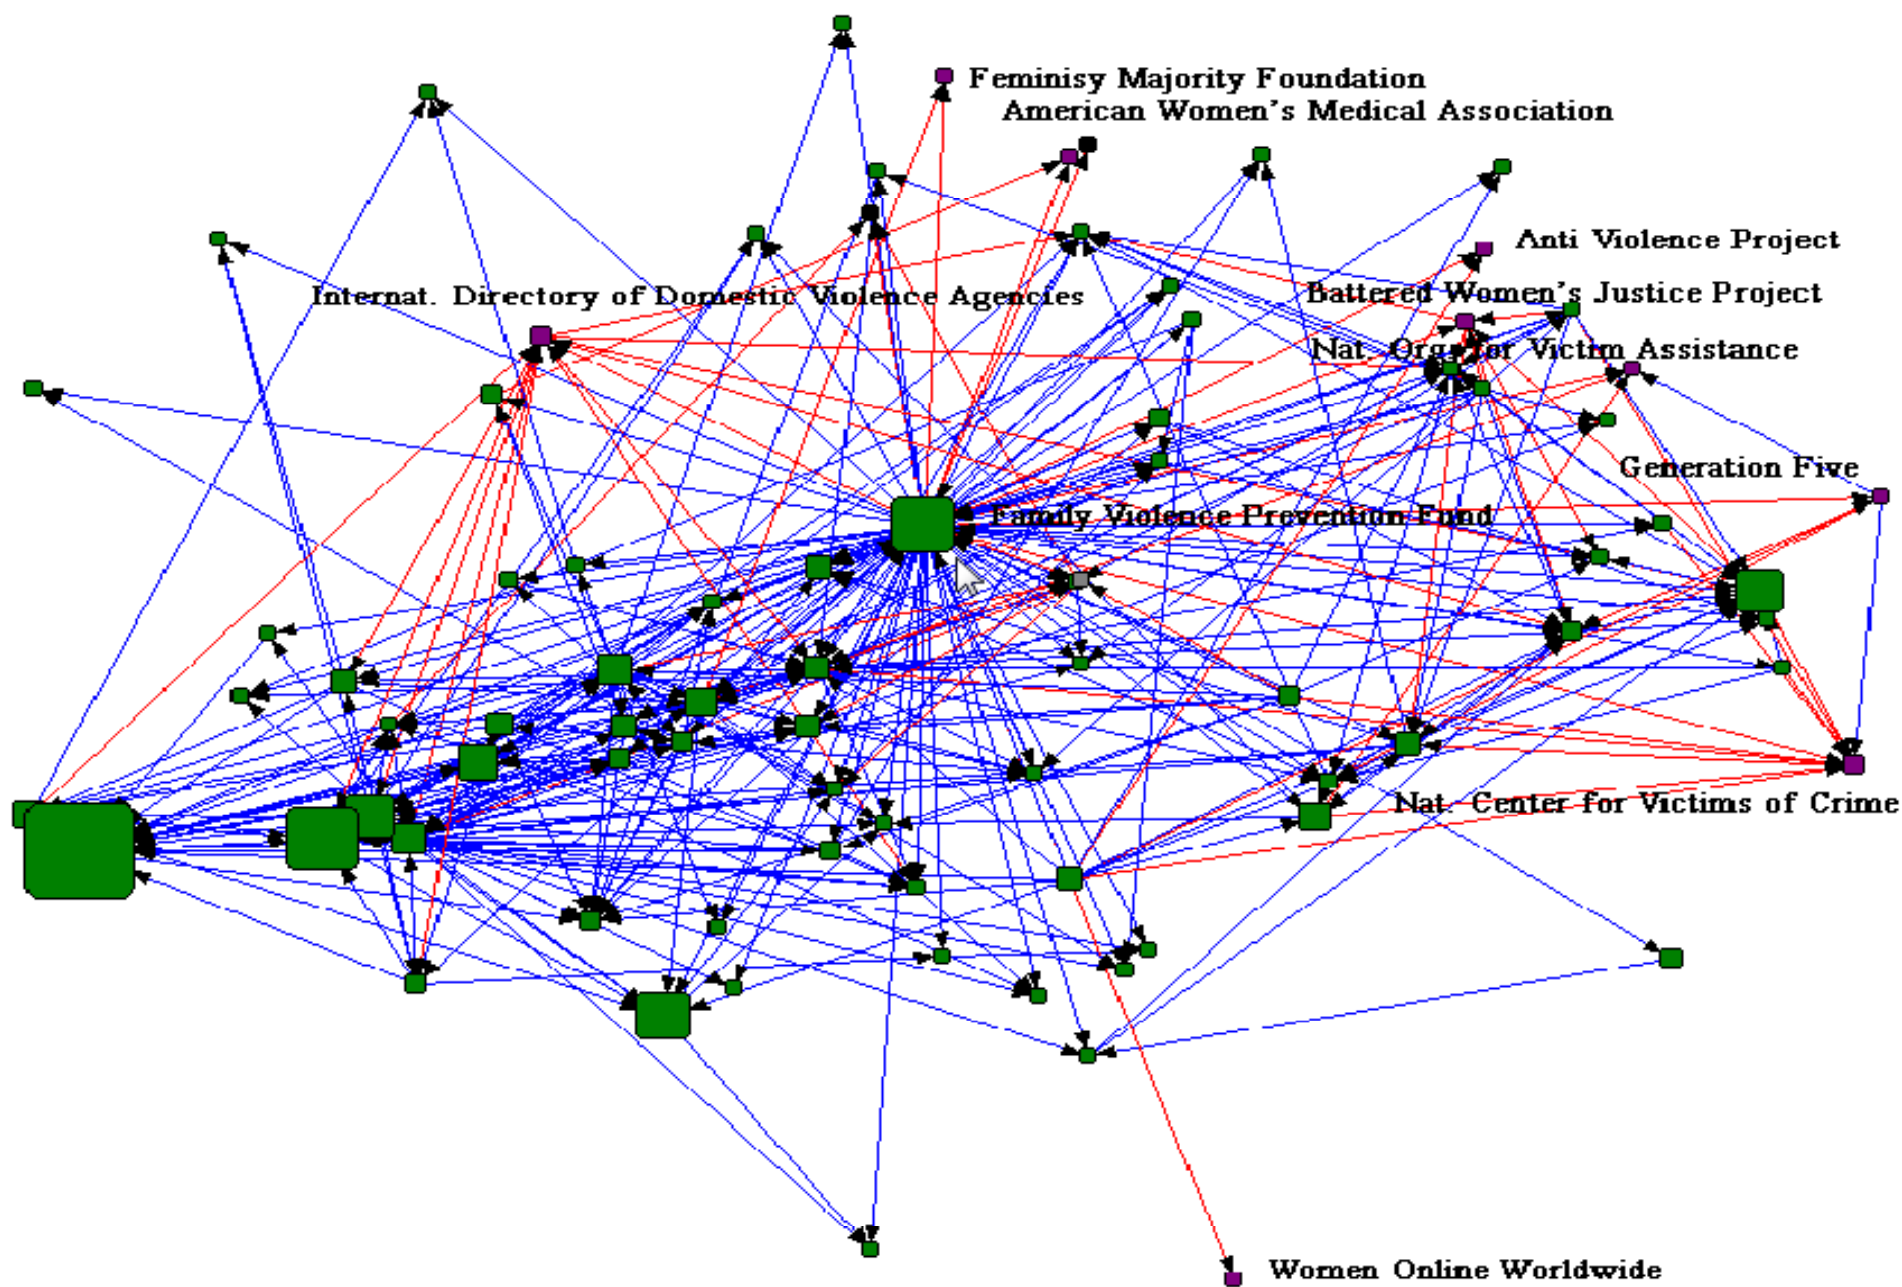 Feminisy Majority Foundation
American Women's Medical Association
Anti Violence Project
Internat. Directory of Domestic Violence Agencies
Battered Women's Justice Project
Nat. Orga for Victim Assistance
Generation Five
Family Violence Prevention Fund
Nat. Center for Victims of Crime
Women Online Worldwide